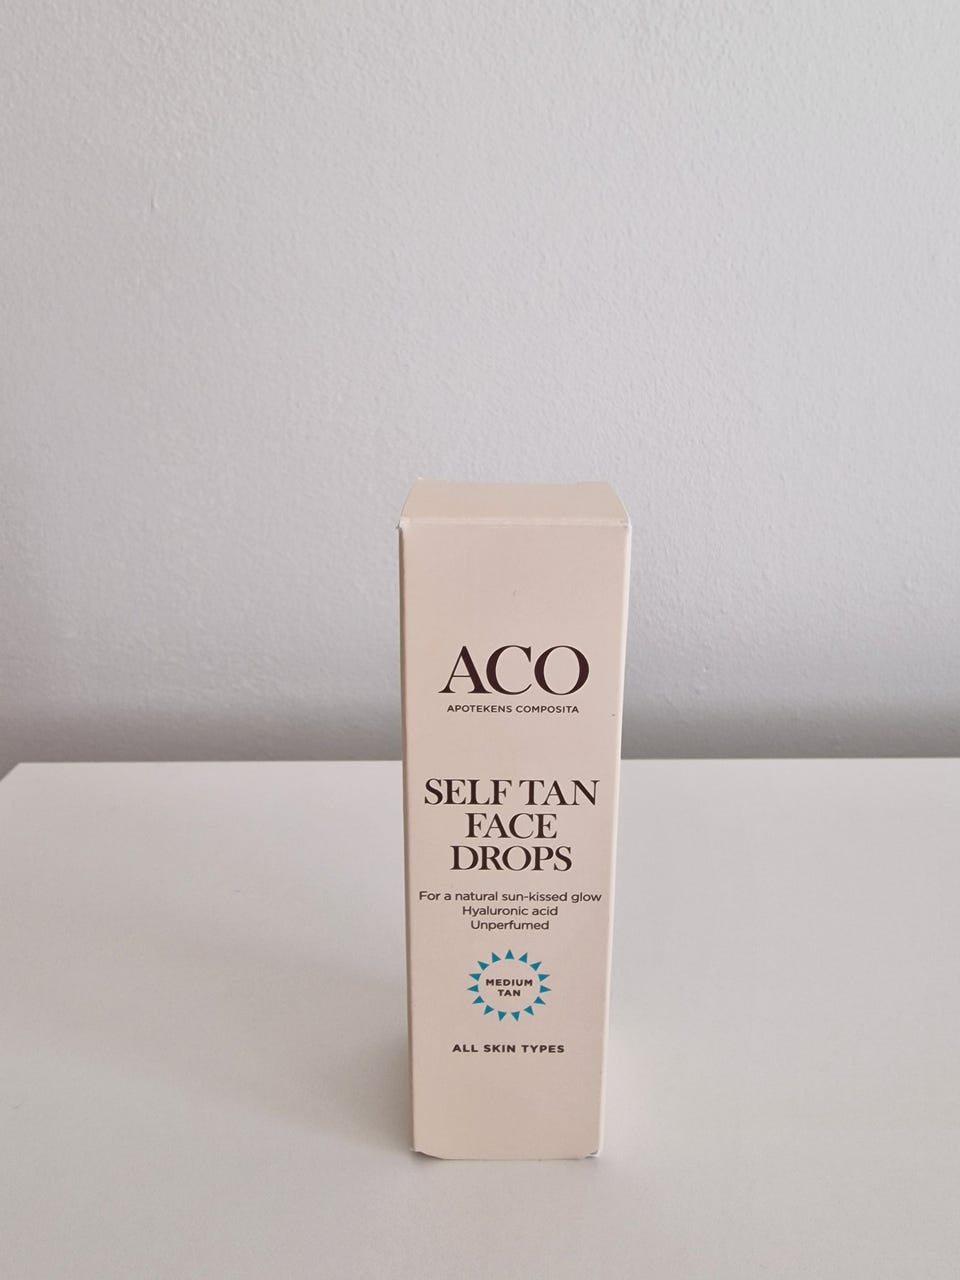 ACO
APOTEKENS COMPOSITA
SELF TAN
FACE
DROPS
For a natural sun-kissed glow
Hyaluronic acid
Unperfumed
MEDIUM
TAN
ALL SKIN TYPES